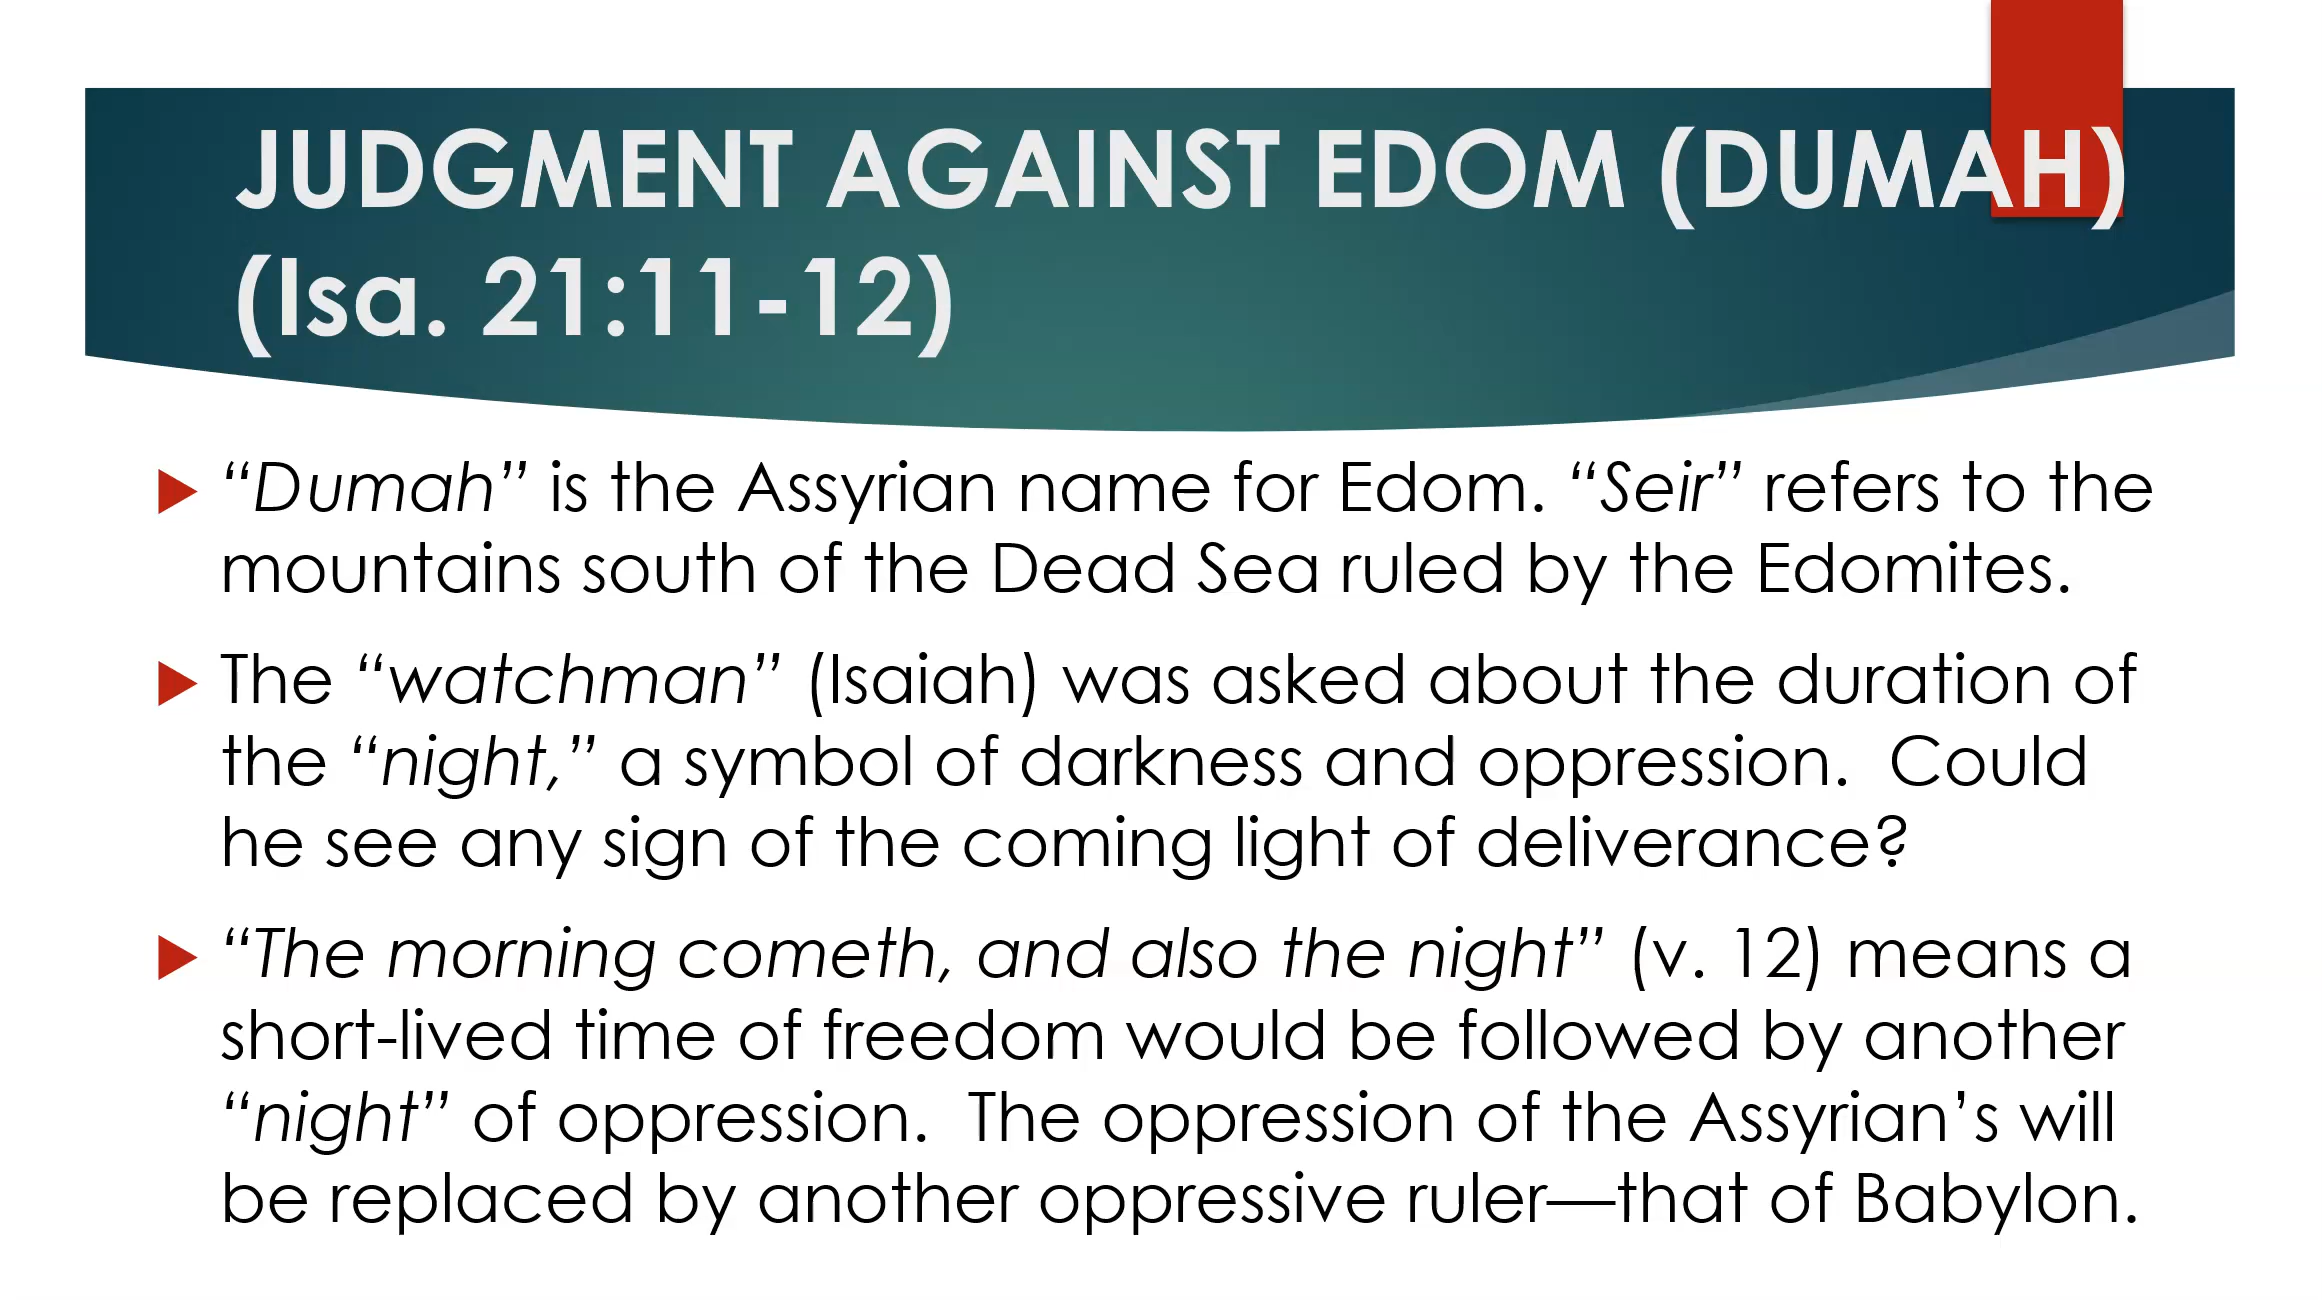 JUDGMENT AGAINST EDOM (DUMAH)
(Isa. 21:11-12)
“Dumah” is the Assyrian name for Edom. “Seir” refers to the
mountains south of the Dead Sea ruled by the Edomites.
The “watchman” (Isaiah) was asked about the duration of
the “night,” a symbol of darkness and oppression.  Could
he see any sign of the coming light of deliverance?
“The morning cometh, and also the night” (v. 12) means a
short-lived time of freedom would be followed by another
“night” of oppression.  The oppression of the Assyrian’s will
be replaced by another oppressive ruler—that of Babylon.